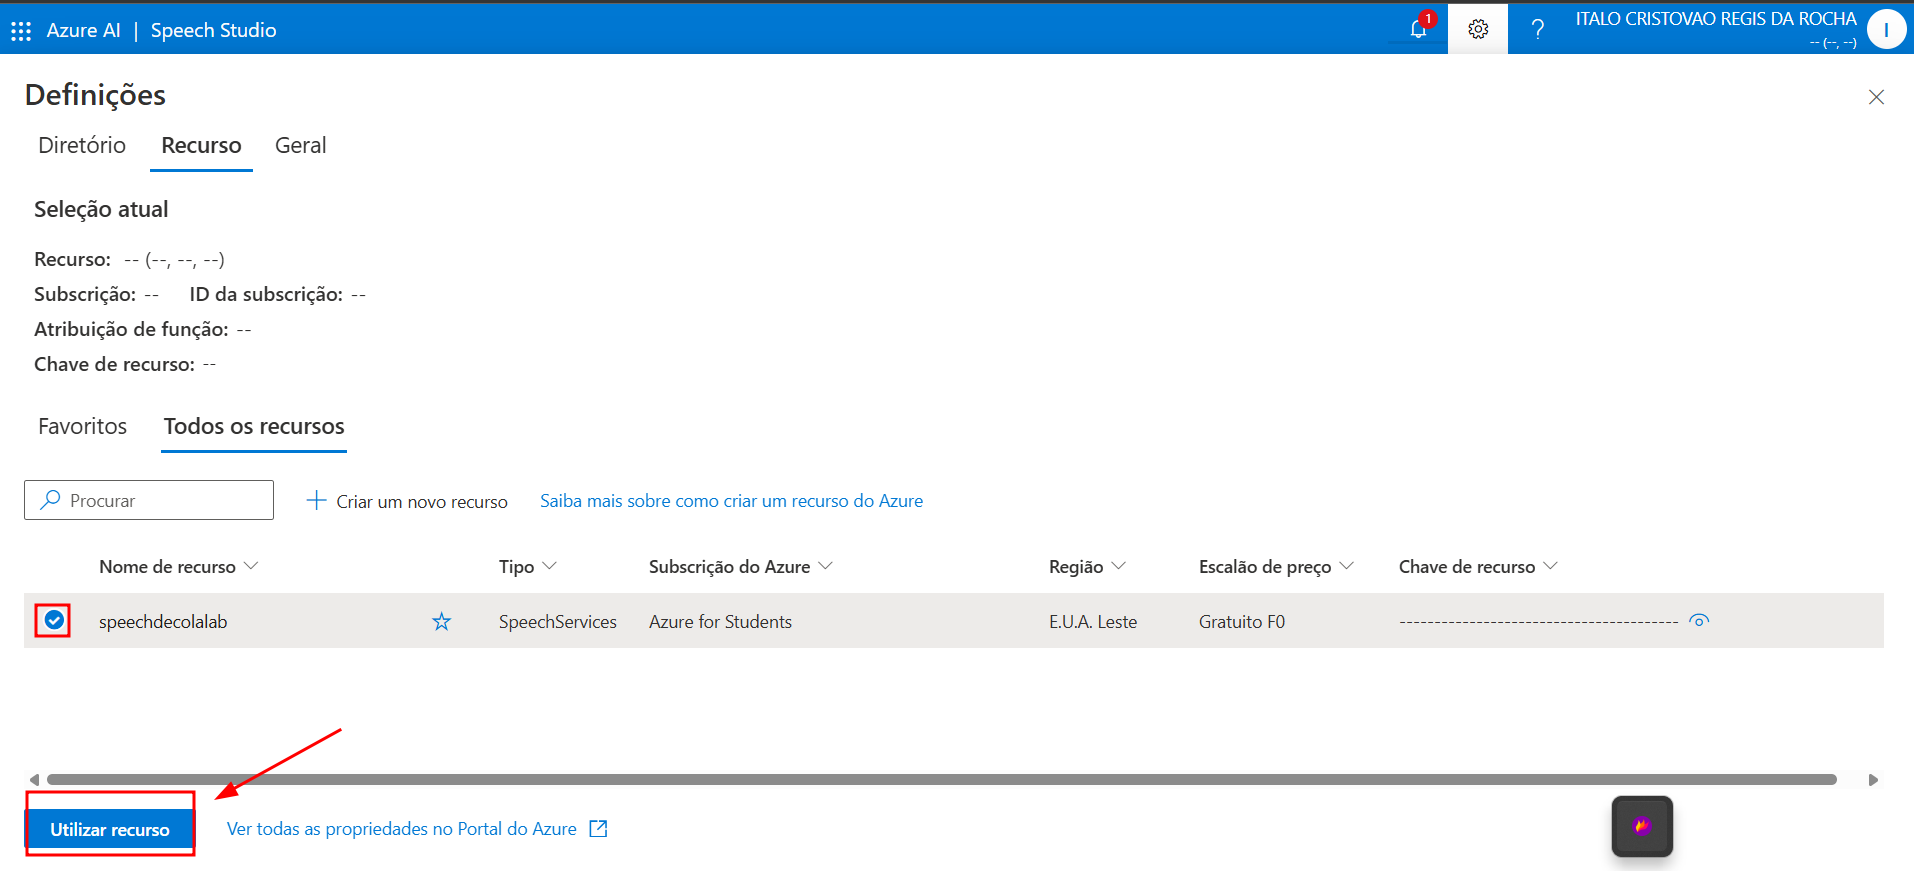 Azure AI | Speech Studio
1
?
ITALO CRISTOVAO REGIS DA ROCHA
-- (--, --)
I
Definições
Diretório Recurso Geral
Seleção atual
Recurso: -- (--, --, --)
Subscrição: -- ID da subscrição: --
Atribuição de função: --
Chave de recurso: --
Favoritos Todos os recursos
Procurar Criar um novo recurso Saiba mais sobre como criar um recurso do Azure
Nome de recurso Tipo Subscrição do Azure Região Escalão de preço Chave de recurso
speechdecolalab SpeechServices Azure for Students E.U.A. Leste Gratuito F0 ----------------------------------------
Utilizar recurso Ver todas as propriedades no Portal do Azure